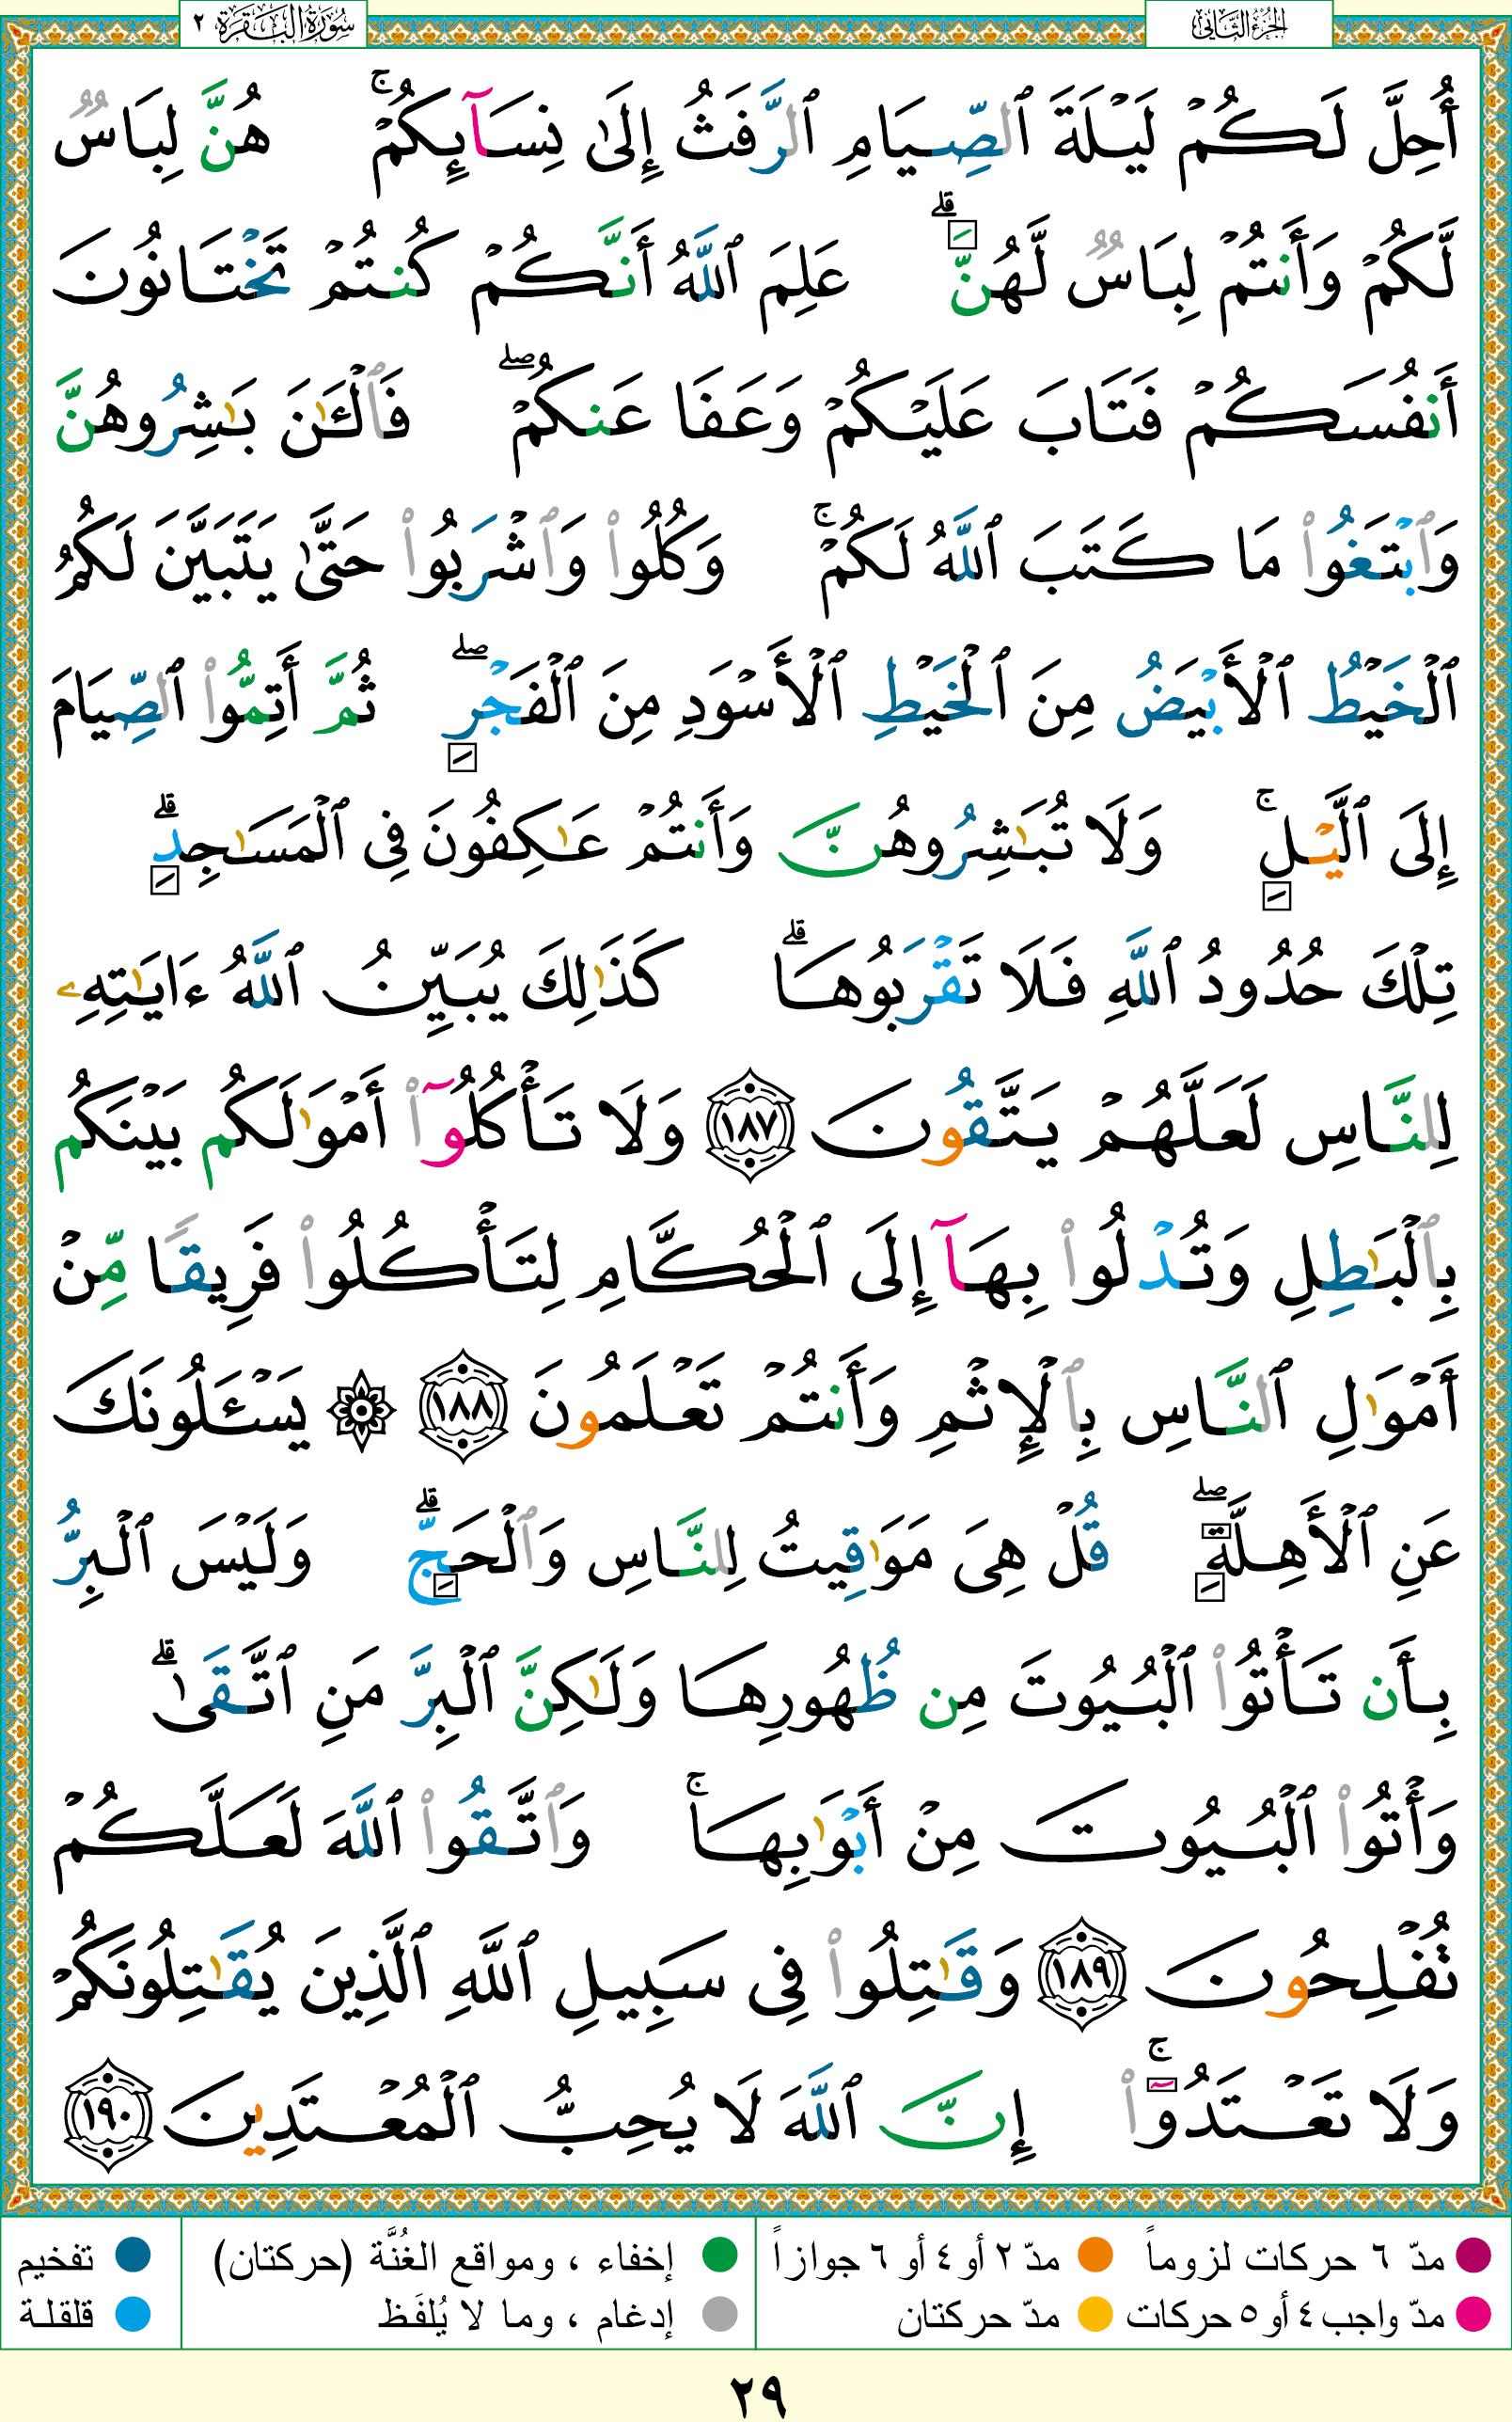 الجزء الثاني
سورة البقرة ٢
أُحِلَّ لَكُمْ لَيْلَةَ ٱلصِّيَامِ ٱلرَّفَثُ إِلَىٰ نِسَآئِكُمْ ۚ هُنَّ لِبَاسٌ
لَّكُمْ وَأَنتُمْ لِبَاسٌ لَّهُنَّ ۗ عَلِمَ ٱللَّهُ أَنَّكُمْ كُنتُمْ تَخْتَانُونَ
أَنفُسَكُمْ فَتَابَ عَلَيْكُمْ وَعَفَا عَنكُمْ ۖ فَٱلْـَٰٔنَ بَـٰشِرُوهُنَّ
وَٱبْتَغُوا۟ مَا كَتَبَ ٱللَّهُ لَكُمْ ۚ وَكُلُوا۟ وَٱشْرَبُوا۟ حَتَّىٰ يَتَبَيَّنَ لَكُمُ
ٱلْخَيْطُ ٱلْأَبْيَضُ مِنَ ٱلْخَيْطِ ٱلْأَسْوَدِ مِنَ ٱلْفَجْرِ ۖ ثُمَّ أَتِمُّوا۟ ٱلصِّيَامَ
إِلَى ٱلَّيْلِ ۚ وَلَا تُبَـٰشِرُوهُنَّ وَأَنتُمْ عَـٰكِفُونَ فِى ٱلْمَسَـٰجِدِ ۗ
تِلْكَ حُدُودُ ٱللَّهِ فَلَا تَقْرَبُوهَا ۗ كَذَٰلِكَ يُبَيِّنُ ٱللَّهُ ءَايَـٰتِهِۦ
لِلنَّاسِ لَعَلَّهُمْ يَتَّقُونَ ١٨٧ وَلَا تَأْكُلُوٓا۟ أَمْوَٰلَكُم بَيْنَكُم
بِٱلْبَـٰطِلِ وَتُدْلُوا۟ بِهَآ إِلَى ٱلْحُكَّامِ لِتَأْكُلُوا۟ فَرِيقًا مِّنْ
أَمْوَٰلِ ٱلنَّاسِ بِٱلْإِثْمِ وَأَنتُمْ تَعْلَمُونَ ١٨٨ ۞ يَسْـَٔلُونَكَ
عَنِ ٱلْأَهِلَّةِ ۖ قُلْ هِىَ مَوَٰقِيتُ لِلنَّاسِ وَٱلْحَجِّ ۗ وَلَيْسَ ٱلْبِرُّ
بِأَن تَأْتُوا۟ ٱلْبُيُوتَ مِن ظُهُورِهَا وَلَـٰكِنَّ ٱلْبِرَّ مَنِ ٱتَّقَىٰ ۗ
وَأْتُوا۟ ٱلْبُيُوتَ مِنْ أَبْوَٰبِهَا ۚ وَٱتَّقُوا۟ ٱللَّهَ لَعَلَّكُمْ
تُفْلِحُونَ ١٨٩ وَقَـٰتِلُوا۟ فِى سَبِيلِ ٱللَّهِ ٱلَّذِينَ يُقَـٰتِلُونَكُمْ
وَلَا تَعْتَدُوٓا۟ ۚ إِنَّ ٱللَّهَ لَا يُحِبُّ ٱلْمُعْتَدِينَ ١٩٠
مدّ ٦ حركات لزوماً مدّ ٢ أو ٤ أو ٦ جوازاً إخفاء ، ومواقع الغُنَّة (حركتان) تفخيم
مدّ واجب ٤ أو ٥ حركات مدّ حركتان إدغام ، وما لا يُلفَظ قلقلة
٢٩